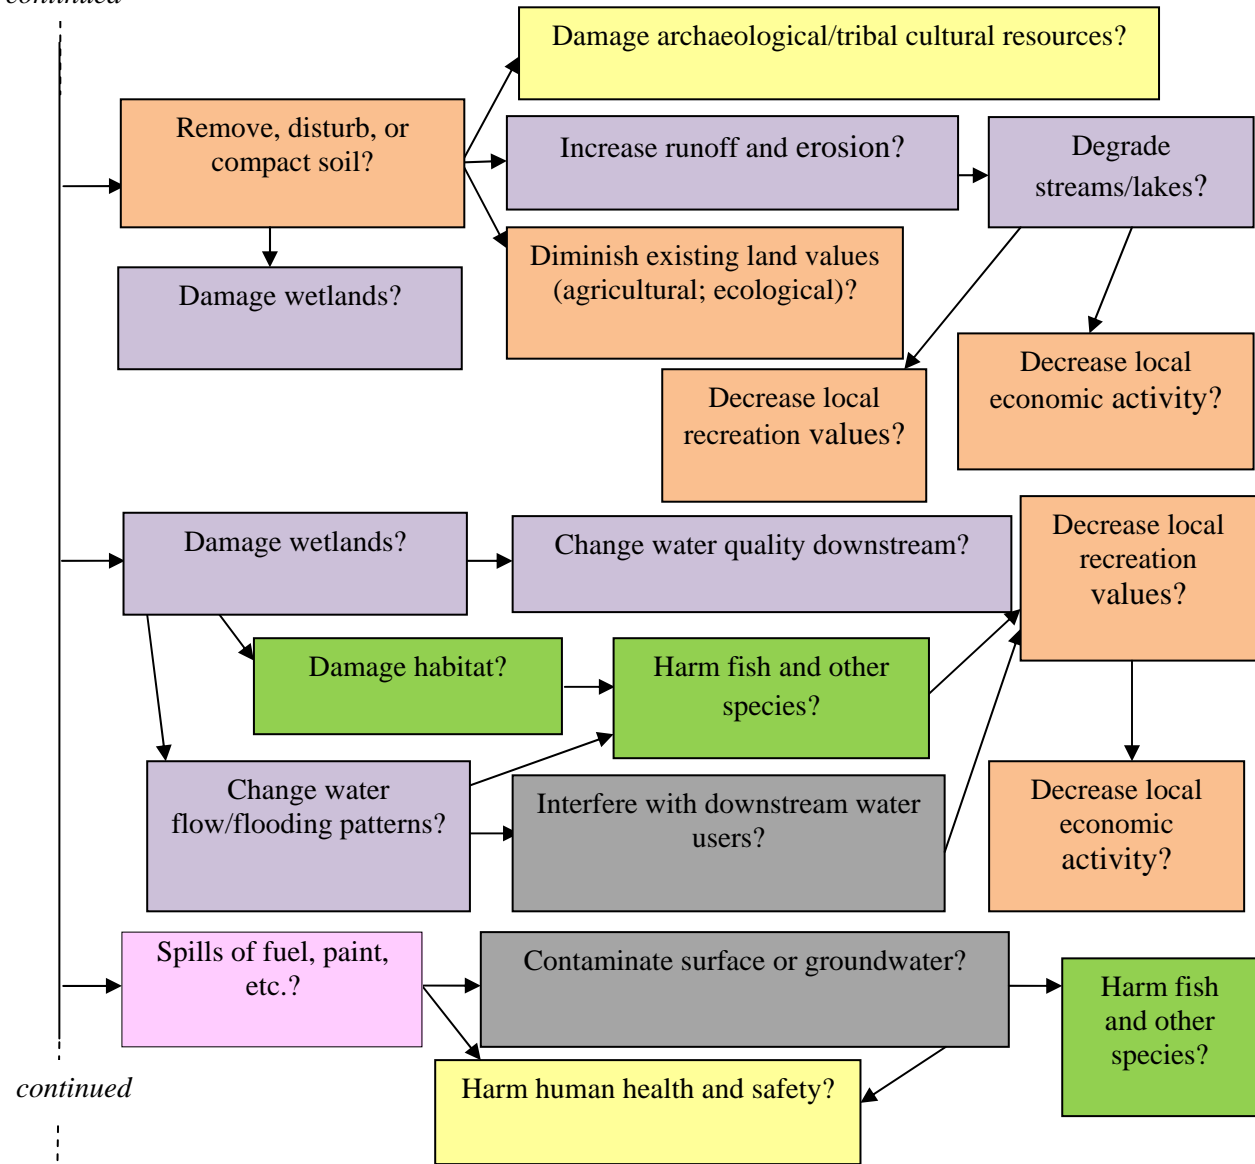 continued
Damage archaeological/tribal cultural resources?
Remove, disturb, or
compact soil?
Increase runoff and erosion?
Degrade
streams/lakes?
Damage wetlands?
Diminish existing land values
(agricultural; ecological)?
Decrease local
recreation values?
Decrease local
economic activity?
Damage wetlands?
Change water quality downstream?
Decrease local
recreation
values?
Damage habitat?
Harm fish and other
species?
Change water
flow/flooding patterns?
Interfere with downstream water
users?
Decrease local
economic
activity?
Spills of fuel, paint,
etc.?
Contaminate surface or groundwater?
Harm fish
and other
species?
Harm human health and safety?
continued